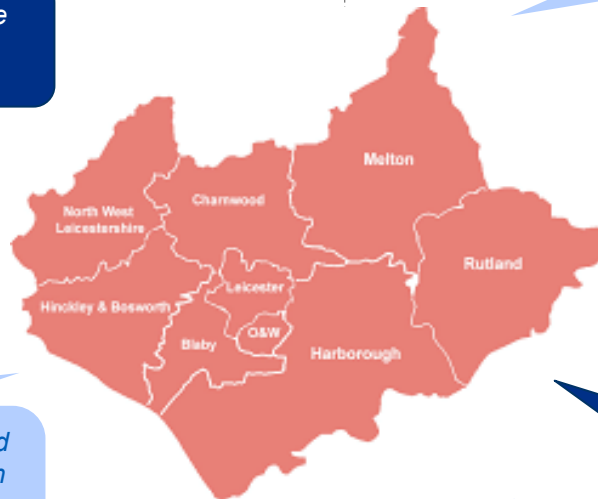 e
Melton
Charnwood
North West
Leicestershire
Rutland
Leicester
Hinckley & Bosworth
O&W
Blaby
Harborough
d
n